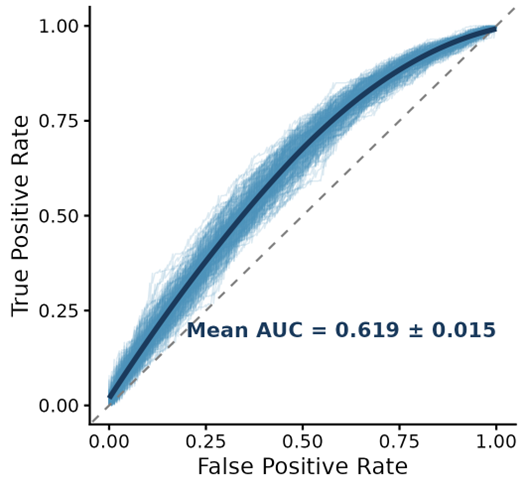 1.00
0.75
0.50
0.25
0.00
True Positive Rate
Mean AUC = 0.619 ± 0.015
0.00 0.25 0.50 0.75 1.00
False Positive Rate